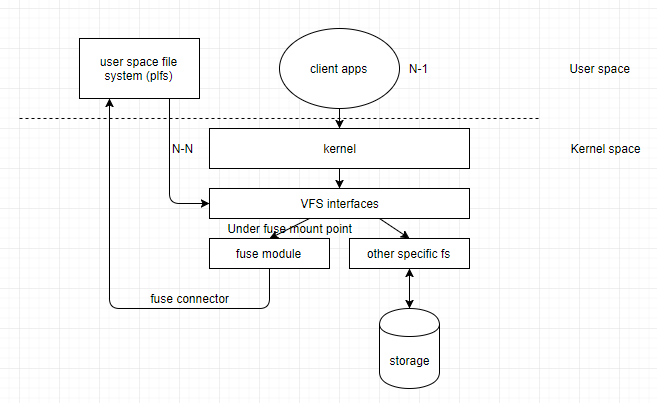 user space file
system (plfs)
client apps
N-1
User space
N-N
kernel
Kernel space
VFS interfaces
Under fuse mount point
fuse module
other specific fs
fuse connector
storage